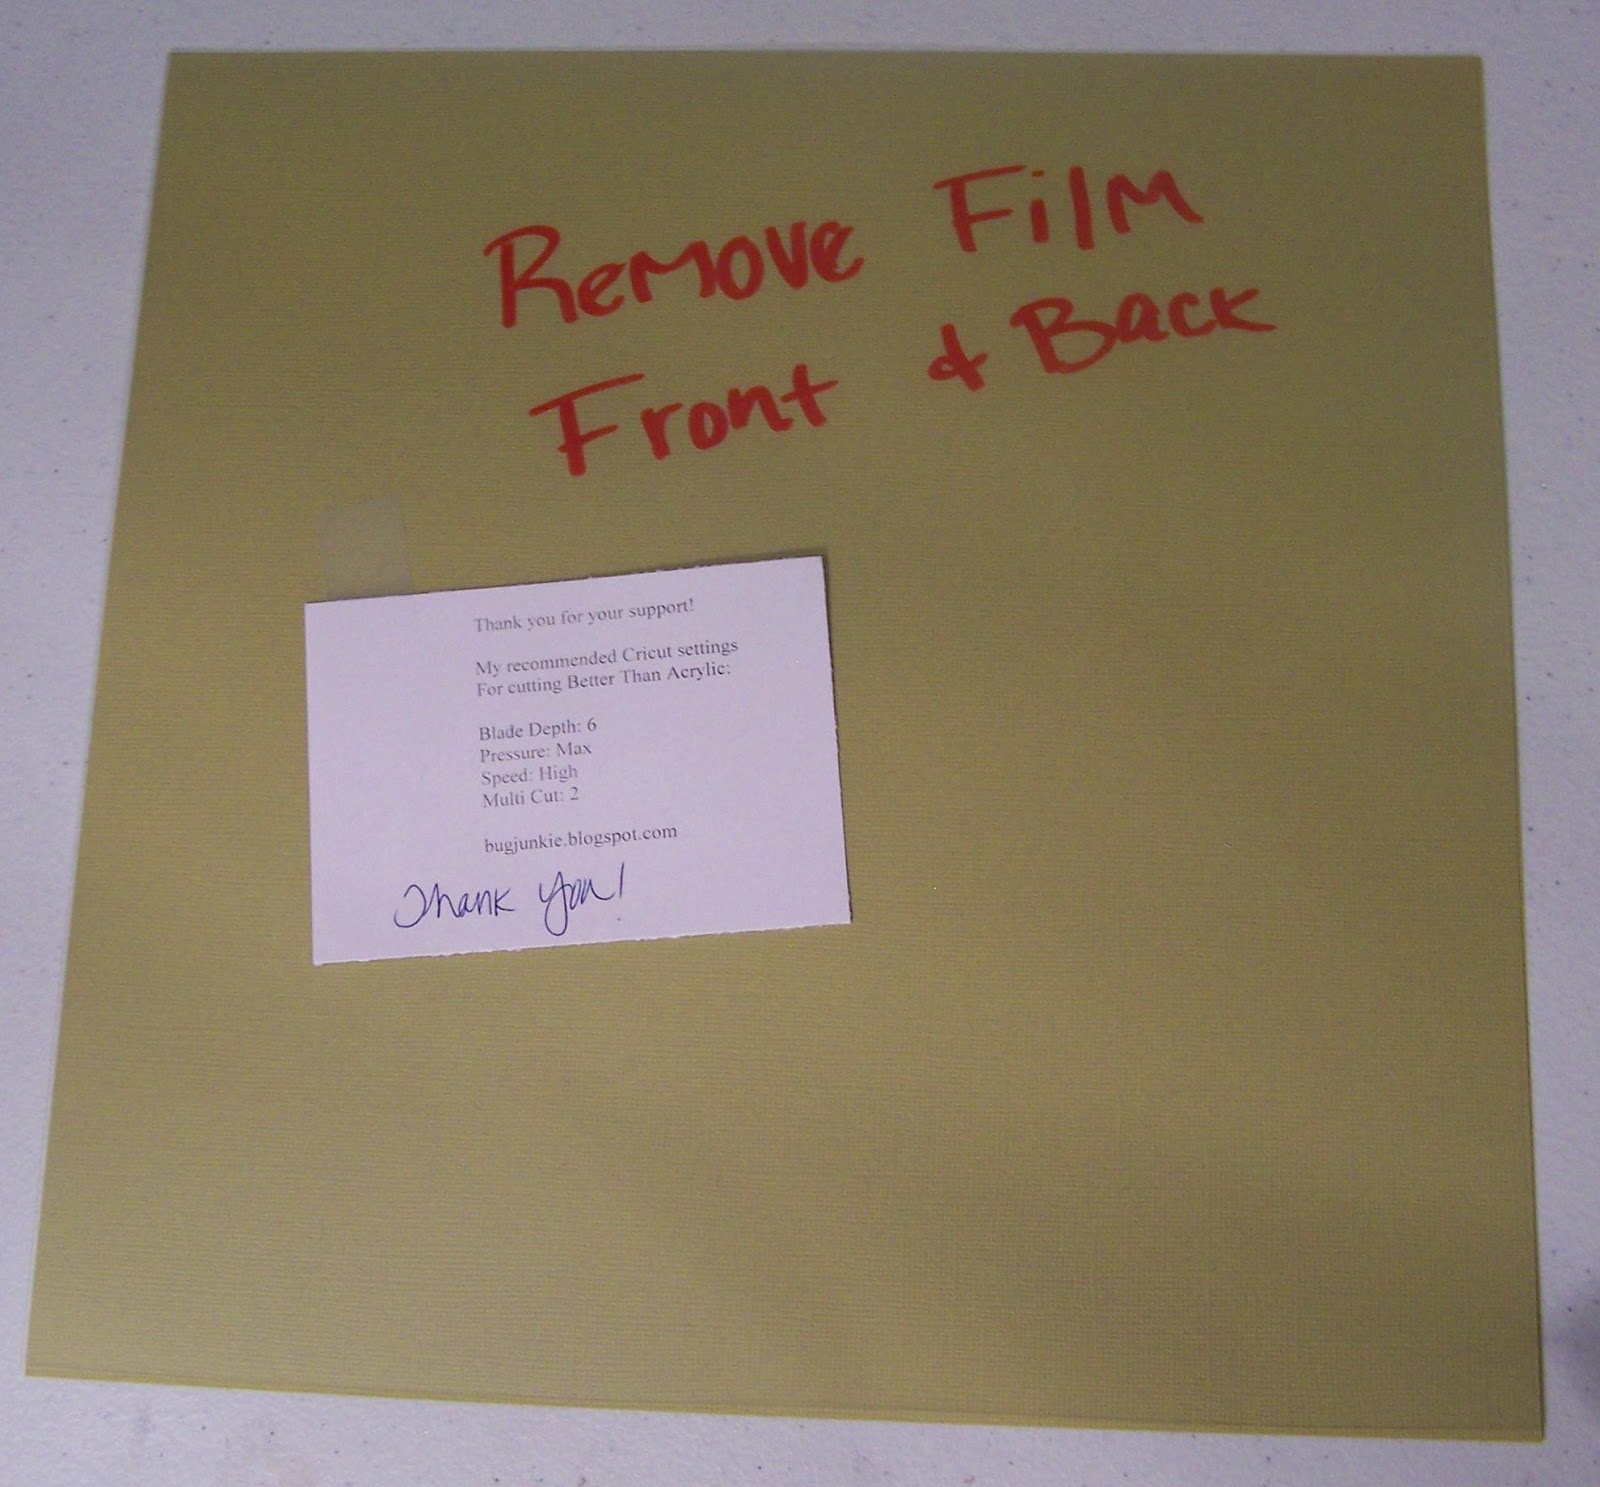 Remove Film
Front & Back
Thank you for your support!
My recommended Cricut settings
For cutting Better Than Acrylic:
Blade Depth: 6
Pressure: Max
Speed: High
Multi Cut: 2
bugjunkie.blogspot.com
Thank you!